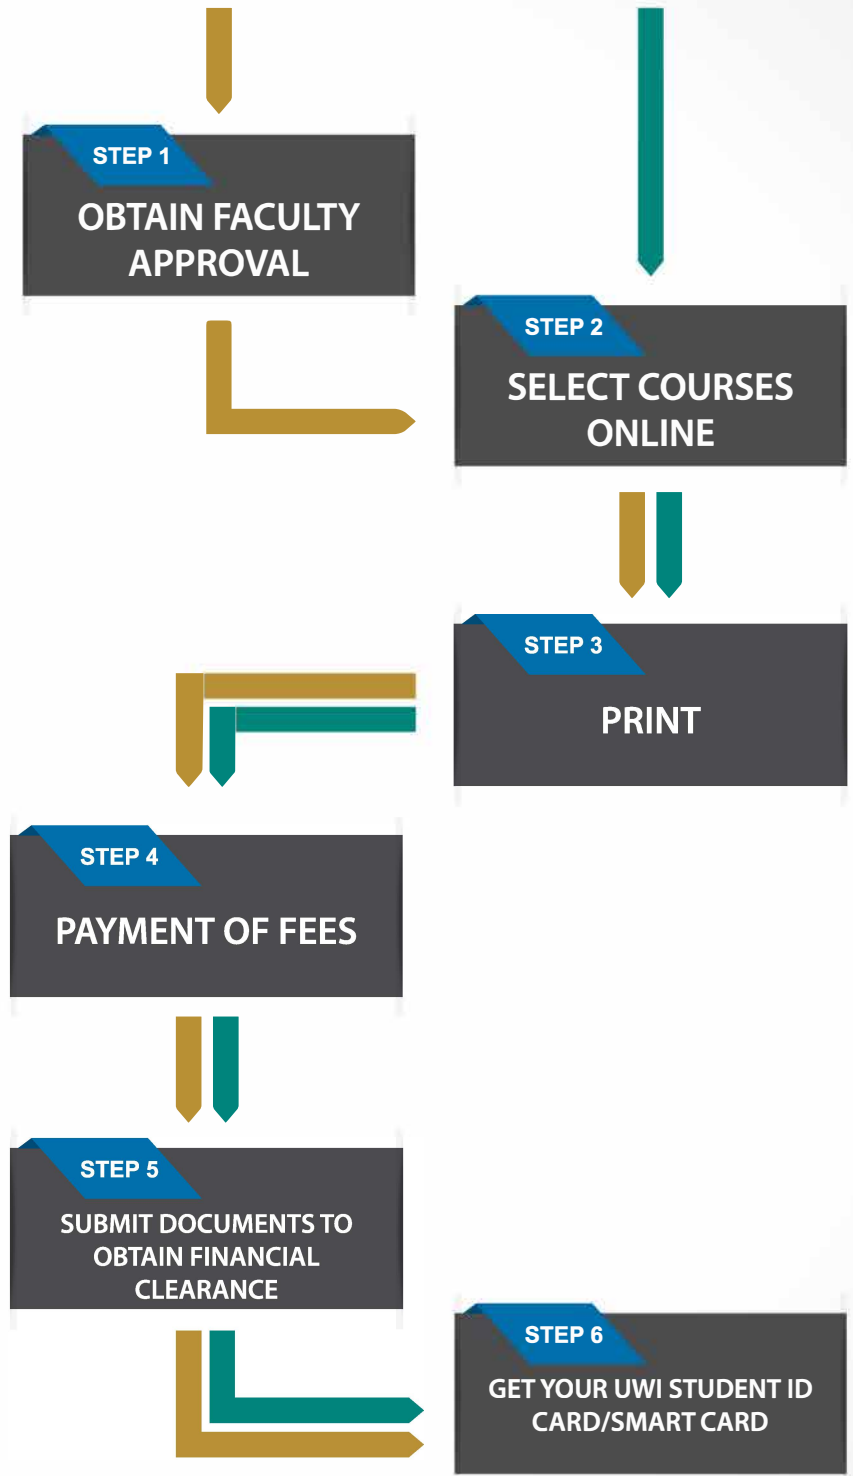 STEP 1
OBTAIN FACULTY
APPROVAL
STEP 2
SELECT COURSES
ONLINE
STEP 3
PRINT
STEP 4
PAYMENT OF FEES
STEP 5
SUBMIT DOCUMENTS TO
OBTAIN FINANCIAL
CLEARANCE
STEP 6
GET YOUR UWI STUDENT ID
CARD/SMART CARD